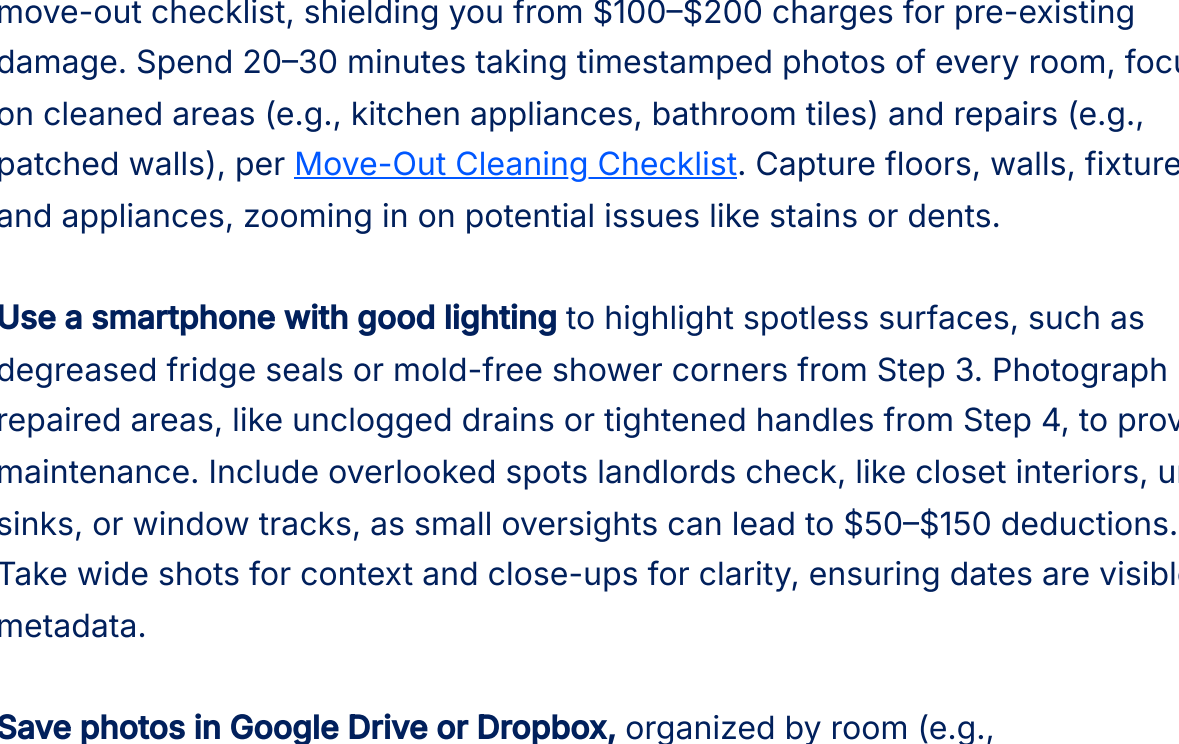 move-out checklist, shielding you from $100–$200 charges for pre-existing
damage. Spend 20–30 minutes taking timestamped photos of every room,
on cleaned areas (e.g., kitchen appliances, bathroom tiles) and repairs (e.g.,
patched walls), per Move-Out Cleaning Checklist. Capture floors, walls, fixture
and appliances, zooming in on potential issues like stains or dents.
Use a smartphone with good lighting to highlight spotless surfaces, such as
degreased fridge seals or mold-free shower corners from Step 3. Photograph
repaired areas, like unclogged drains or tightened handles from Step 4, to
maintenance. Include overlooked spots landlords check, like closet interiors,
sinks, or window tracks, as small oversights can lead to $50–$150 deductions.
Take wide shots for context and close-ups for clarity, ensuring dates are
metadata.
Save photos in Google Drive or Dropbox, organized by room (e.g.,